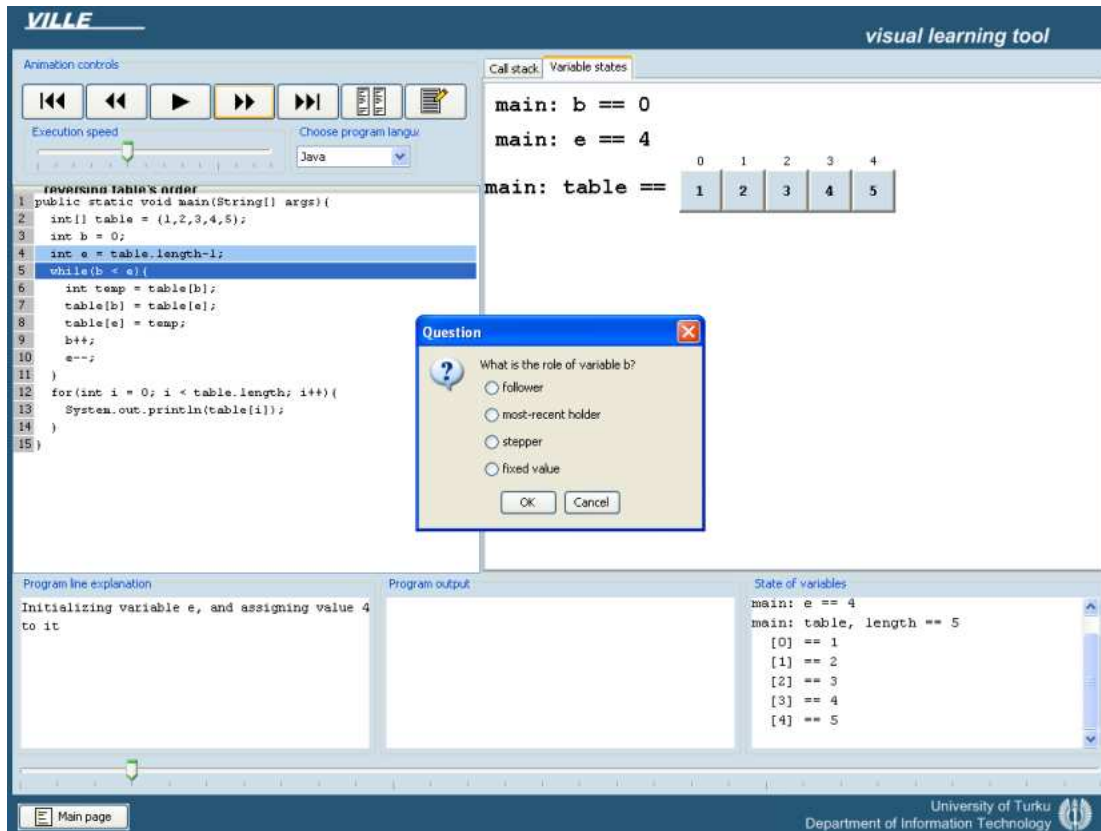 VILLE
visual learning tool
Animation controls
Execution speed
Choose program langua
Java
reversing table's order
1 public static void main(String[] args){
2 int[] table = {1,2,3,4,5};
3 int b = 0;
4 int e = table.length-1;
5 while(b < e){
6 int temp = table[b];
7 table[b] = table[e];
8 table[e] = temp;
9 b++;
10 e--;
11 }
12 for(int i = 0; i < table.length; i++){
13 System.out.println(table[i]);
14 }
15 }
Call stack Variable states
main: b == 0
main: e == 4
0 1 2 3 4
main: table == 1 2 3 4 5
Question
What is the role of variable b?
follower
most-recent holder
stepper
fixed value
OK Cancel
Program line explanation
Initializing variable e, and assigning value 4
to it
Program output
State of variables
main: e == 4
main: table, length == 5
[0] == 1
[1] == 2
[2] == 3
[3] == 4
[4] == 5
Main page
University of Turku
Department of Information Technology